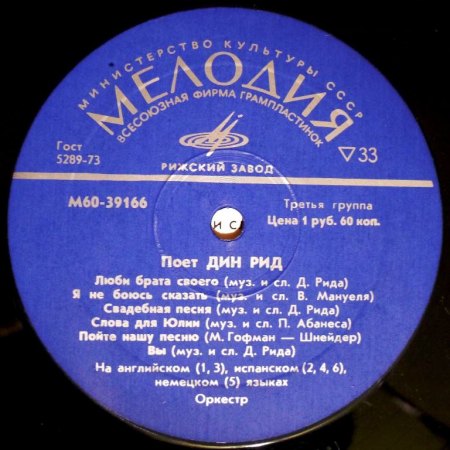 МИНИСТЕРСТВО КУЛЬТУРЫ СССР
МЕЛОДИЯ
ВСЕСОЮЗНАЯ ФИРМА ГРАМПЛАСТИНОК
Гост
5289-73
▽33
РИЖСКИЙ ЗАВОД
М60-39166
Третья группа
Цена 1 руб. 60 коп.
И С
Поет ДИН РИД
Люби брата своего (муз. и сл. Д. Рида)
Я не боюсь сказать (муз. и сл. В. Мануеля)
Свадебная песня (муз. и сл. Д. Рида)
Слова для Юлии (муз. и сл. П. Абанеса)
Пойте нашу песню (М. Гофман — Шнейдер)
Вы (муз. и сл. Д. Рида)
На английском (1, 3), испанском (2, 4, 6),
немецком (5) языках
Оркестр